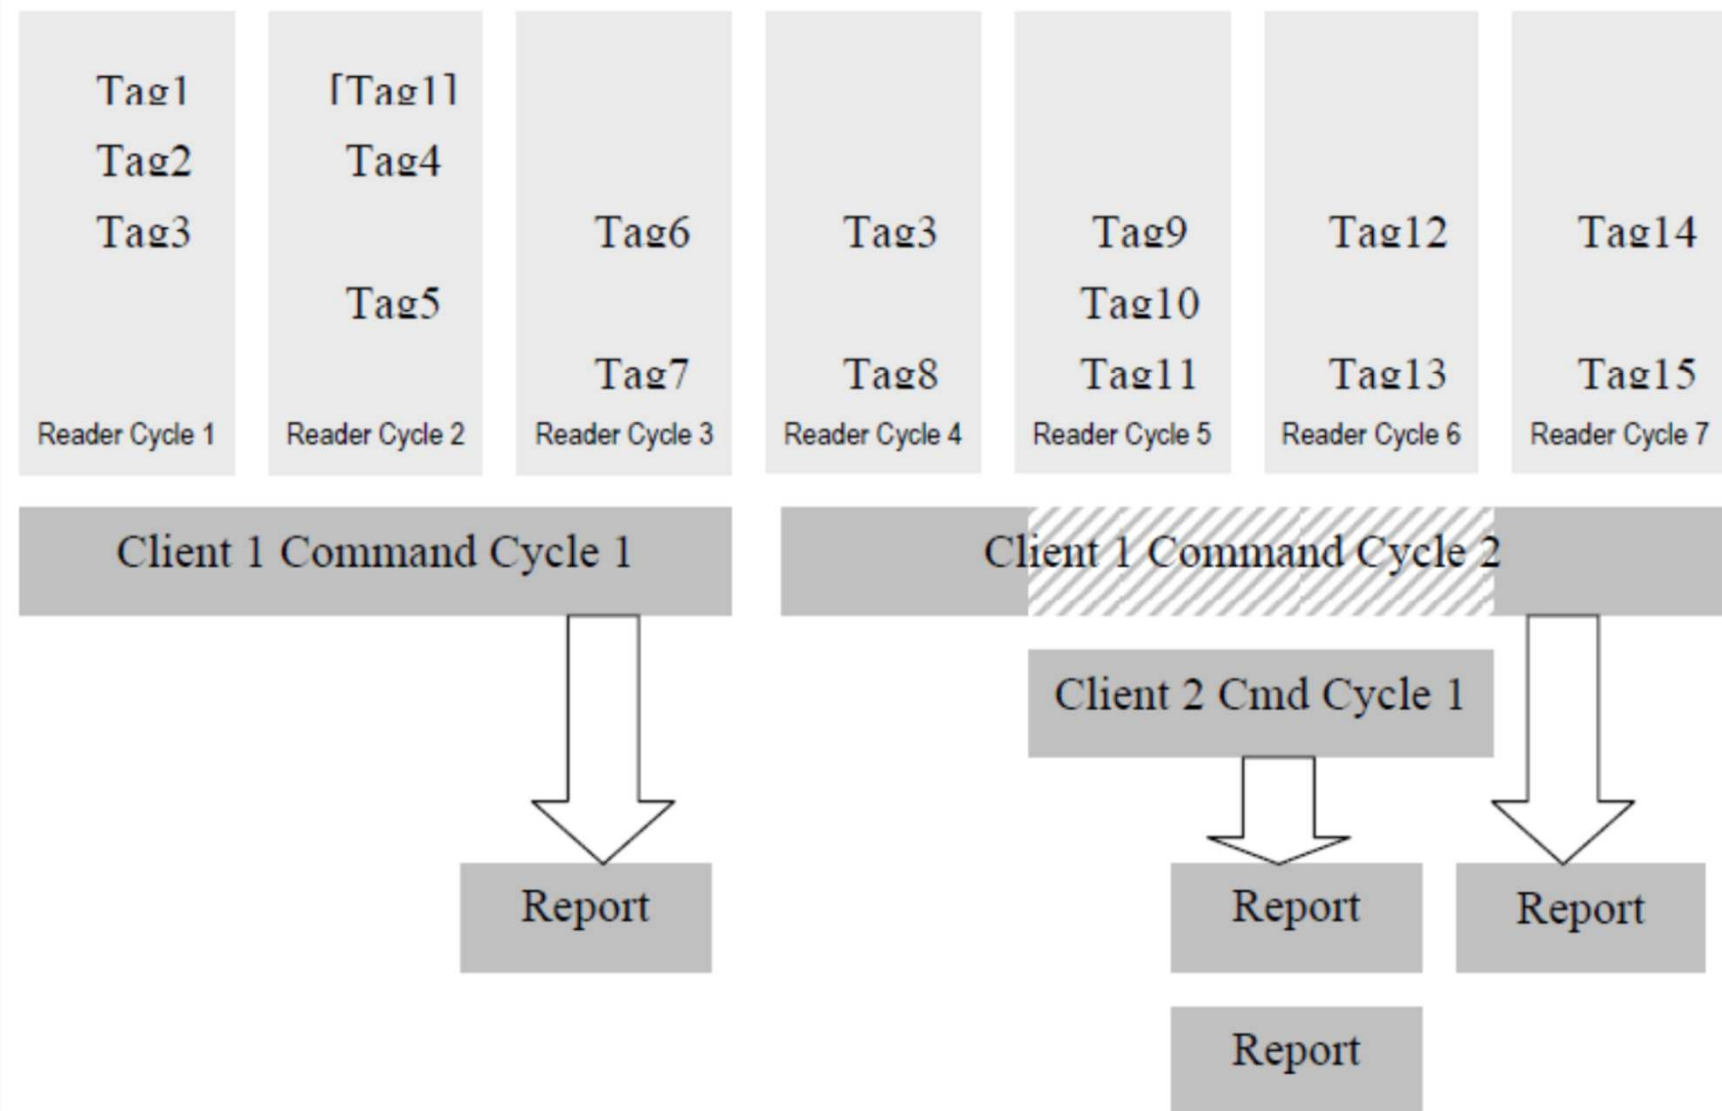 Tag1 [Tag1]
Tag2 Tag4
Tag3 Tag6 Tag3 Tag9 Tag12 Tag14
Tag5 Tag10
Tag7 Tag8 Tag11 Tag13 Tag15
Reader Cycle 1 Reader Cycle 2 Reader Cycle 3 Reader Cycle 4 Reader Cycle 5 Reader Cycle 6 Reader Cycle 7
Client 1 Command Cycle 1 Client 1 Command Cycle 2
Client 2 Cmd Cycle 1
Report Report Report
Report